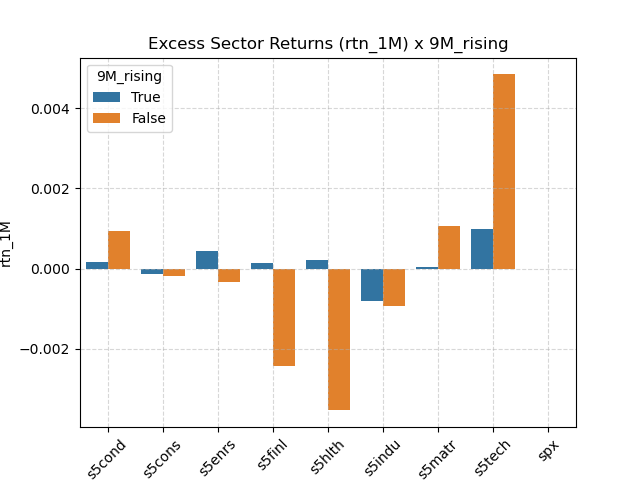 Excess Sector Returns (rtn_1M) x 9M_rising
9M_rising
True
False
0.004
0.002
0.000
−0.002
rtn_1M
s5cond
s5cons
s5enrs
s5finl
s5hlth
s5indu
s5matr
s5tech
spx